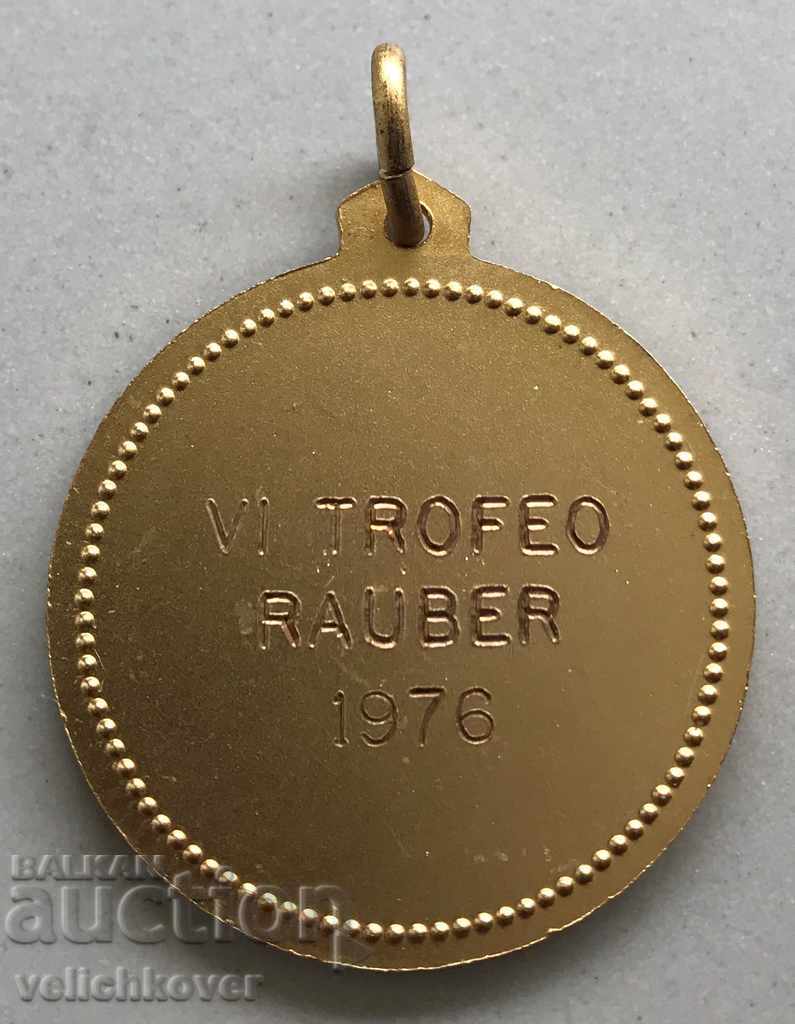 VI TROFEO
RAUBER
1976
BALKAN
auction
velichkover